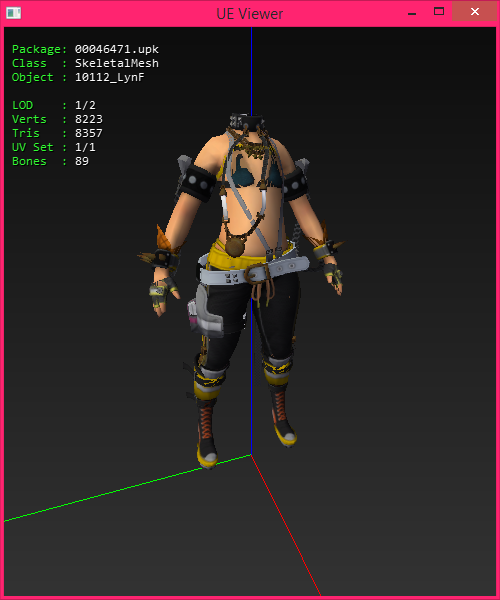 UE Viewer
Package: 00046471.upk
Class  : SkeletalMesh
Object : 10112_LynF
LOD    : 1/2
Verts  : 8223
Tris   : 8357
UV Set : 1/1
Bones  : 89